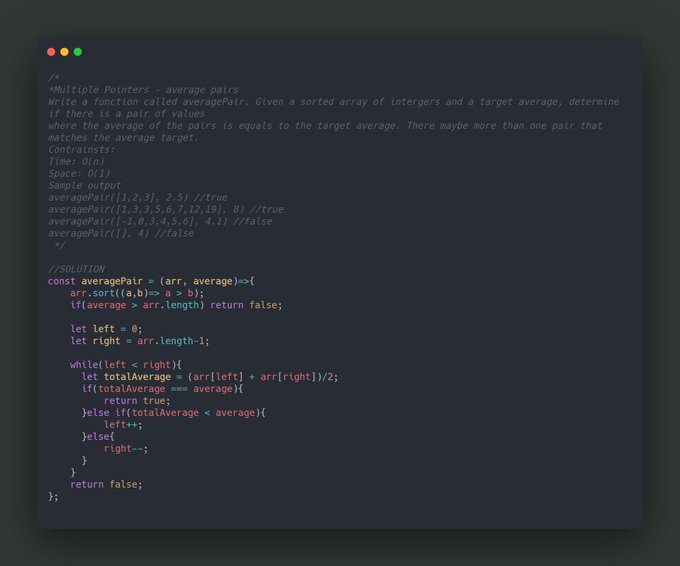 /*
*Multiple Pointers - average pairs
Write a function called averagePair. Given a sorted array of intergers and a target average, determine
if there is a pair of values
where the average of the pairs is equals to the target average. There maybe more than one pair that
matches the average target.
Contrainsts:
Time: O(n)
Space: O(1)
Sample output
averagePair([1,2,3], 2.5) //true
averagePair([1,3,3,5,6,7,12,19], 8) //true
averagePair([-1,0,3,4,5,6], 4.1) //false
averagePair([], 4) //false
 */

//SOLUTION
const averagePair = (arr, average)=>{
    arr.sort((a,b)=> a > b);
    if(average > arr.length) return false;

    let left = 0;
    let right = arr.length-1;

    while(left < right){
      let totalAverage = (arr[left] + arr[right])/2;
      if(totalAverage === average){
          return true;
      }else if(totalAverage < average){
          left++;
      }else{
          right--;
      }
    }
    return false;
};